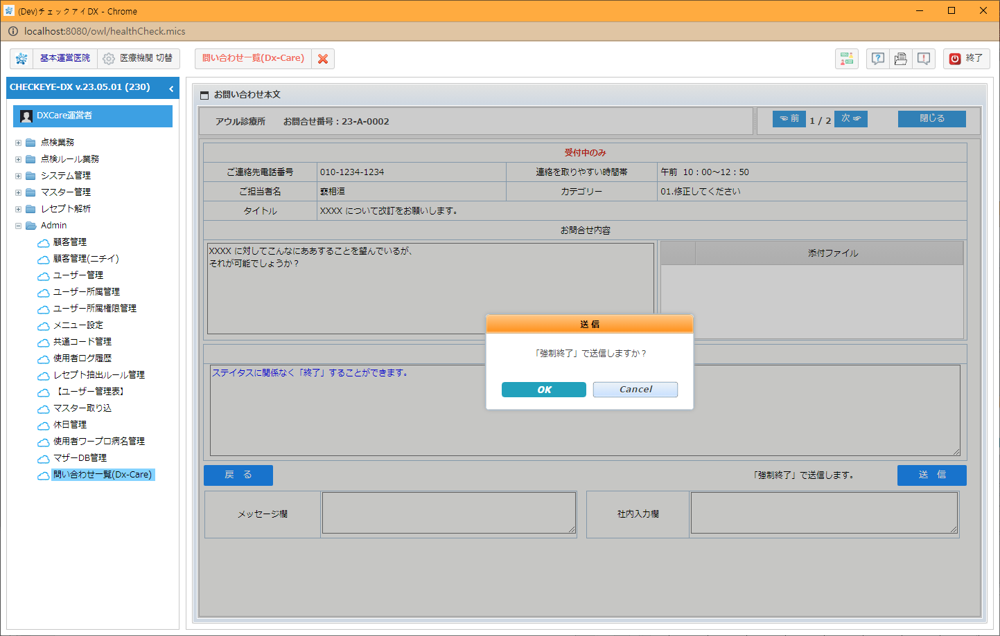 (Dev)チェックアイDX - Chrome
localhost:8080/owl/healthCheck.mics
基本運営医院
医療機関 切替
問い合わせ一覧(Dx-Care)
終了
CHECKEYE-DX v.23.05.01 (230)
DXCare運営者
点検業務
点検ルール業務
システム管理
マスター管理
レセプト解析
Admin
顧客管理
顧客管理(ニチイ)
ユーザー管理
ユーザー所属管理
ユーザー所属権限管理
メニュー設定
共通コード管理
使用者ログ履歴
レセプト抽出ルール管理
【ユーザー管理表】
マスター取り込
休日管理
使用者ワープロ病名管理
マザーDB管理
問い合わせ一覧(Dx-Care)
お問い合わせ本文
アウル診療所 お問合せ番号：23-A-0002
前 1 / 2 次 閉じる
受付中のみ
ご連絡先電話番号 010-1234-1234 連絡を取りやすい時間帯 午前 10：00～12：50
ご担当者名 裵相洹 カテゴリー 01.修正してください
タイトル XXXX について改訂をお願いします。
お問合せ内容
XXXX に対してこんなにああすることを望んでいるが、
それが可能でしょうか？
添付ファイル
送 信
「強制終了」で送信しますか？
OK Cancel
ステイタスに関係なく「終了」することができます。
戻 る 「強制終了」で送信します。 送 信
メッセージ欄 社内入力欄